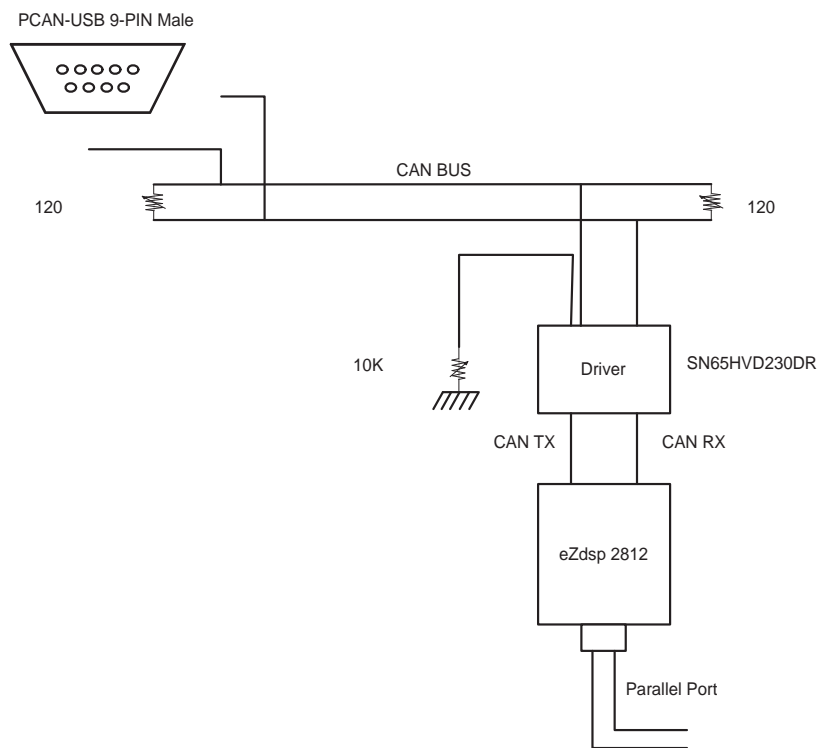 PCAN-USB 9-PIN Male
CAN BUS
120
120
10K
Driver
SN65HVD230DR
CAN TX
CAN RX
eZdsp 2812
Parallel Port